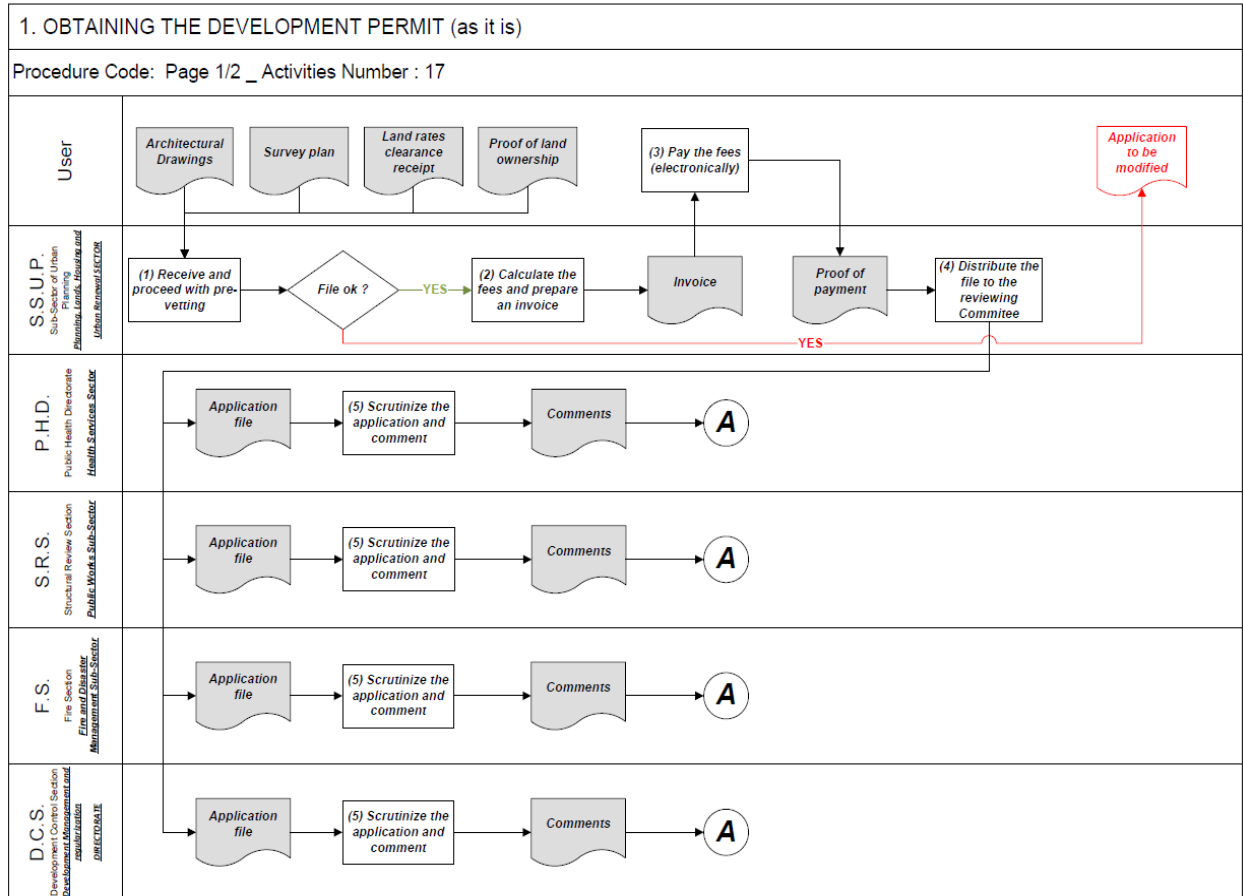 1. OBTAINING THE DEVELOPMENT PERMIT (as it is)
Procedure Code: Page 1/2 _ Activities Number : 17
User
Architectural
Drawings
Survey plan
Land rates
clearance
receipt
Proof of land
ownership
(3) Pay the fees
(electronically)
Application
to be
modified
S.S.U.P.
Sub-Sector of Urban
Planning
Planning, Lands, Housing and
Urban Renewal SECTOR
(1) Receive and
proceed with pre-
vetting
File ok ?
YES
(2) Calculate the
fees and prepare
an invoice
Invoice
Proof of
payment
(4) Distribute the
file to the
reviewing
Commitee
YES
P.H.D.
Public Health Directorate
Health Services Sector
Application
file
(5) Scrutinize the
application and
comment
Comments
A
S.R.S.
Structural Review Section
Public Works Sub-Sector
Application
file
(5) Scrutinize the
application and
comment
Comments
A
F.S.
Fire Section
Fire and Disaster
Management Sub-Sector
Application
file
(5) Scrutinize the
application and
comment
Comments
A
D.C.S.
Development Control Section
Development Management and
regularization
DIRECTORATE
Application
file
(5) Scrutinize the
application and
comment
Comments
A